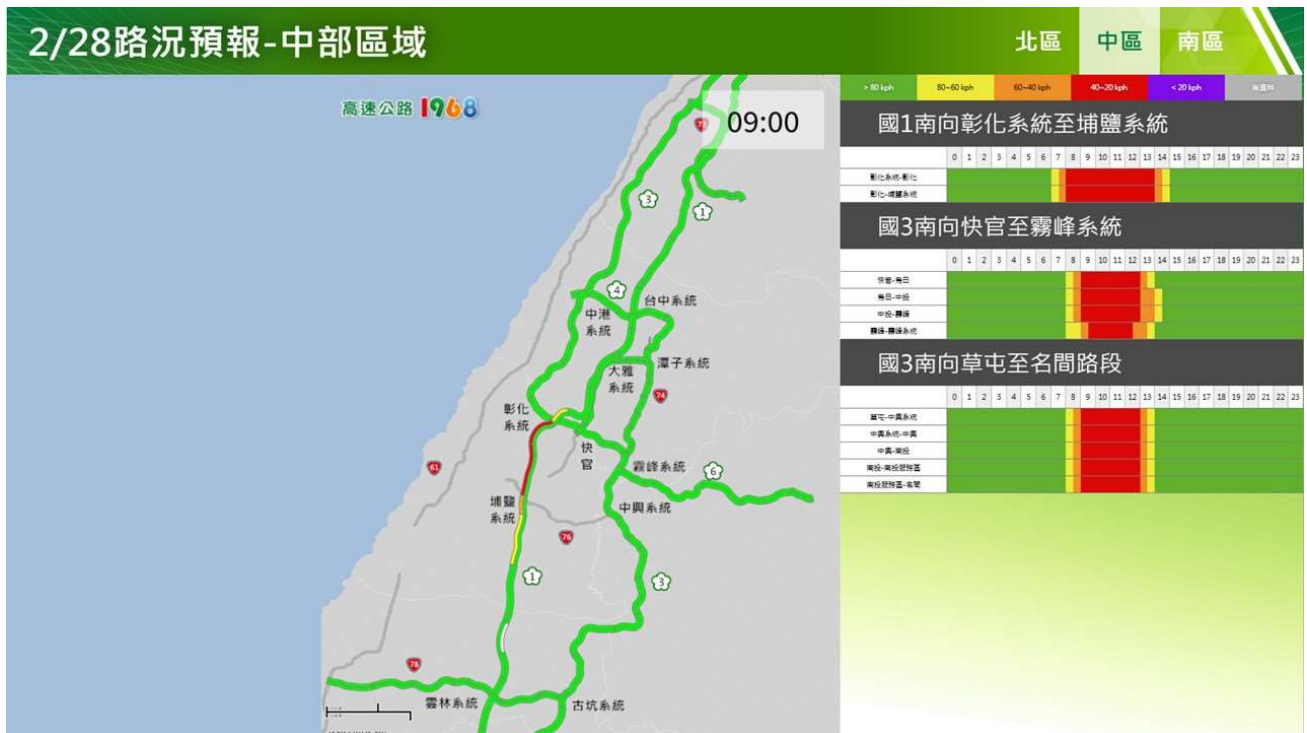 2/28路況預報-中部區域
北區 中區 南區
高速公路 1968
09:00
> 80 kph 80~60 kph 60~40 kph 40~20 kph < 20 kph
國1南向彰化系統至埔鹽系統
0 1 2 3 4 5 6 7 8 9 10 11 12 13 14 15 16 17 18 19 20 21 22 23
彰化系統-彰化
彰化-埔鹽系統
國3南向快官至霧峰系統
0 1 2 3 4 5 6 7 8 9 10 11 12 13 14 15 16 17 18 19 20 21 22 23
快官-烏日
烏日-中投
中投-霧峰
霧峰-霧峰系統
國3南向草屯至名間路段
0 1 2 3 4 5 6 7 8 9 10 11 12 13 14 15 16 17 18 19 20 21 22 23
草屯-中興系統
中興系統-中興
中興-南投
南投-南投服務區
南投服務區-名間
3
1
4
台中系統
中港
系統
大雅
系統
潭子系統
74
彰化
系統
快
官
61
霧峰系統
6
埔鹽
系統
中興系統
76
1
3
78
雲林系統
古坑系統